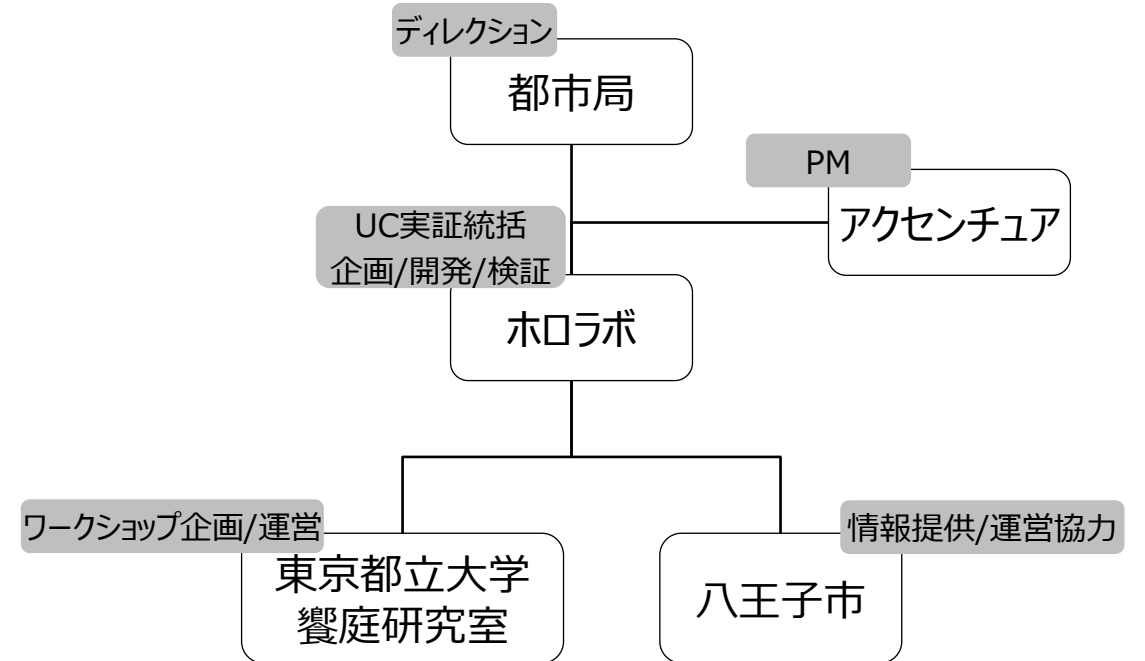 ディレクション
都市局
PM
アクセンチュア
UC実証統括
企画/開発/検証
ホロラボ
ワークショップ企画/運営
東京都立大学
饗庭研究室
情報提供/運営協力
八王子市